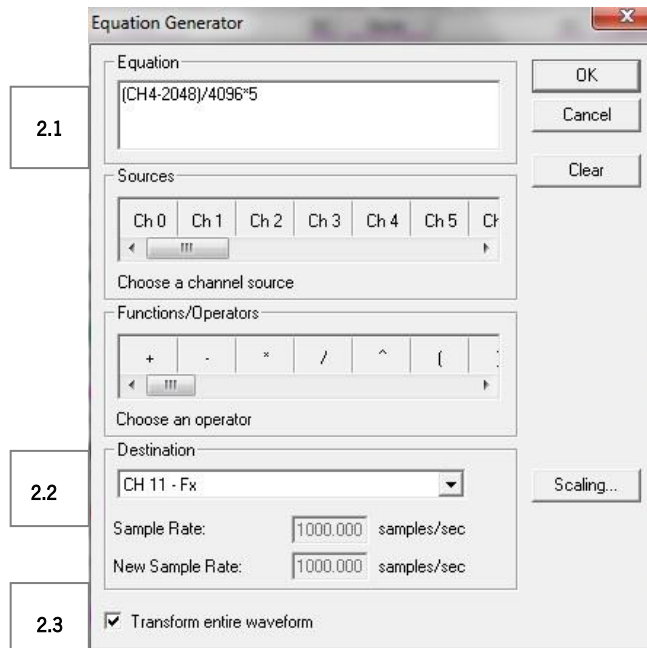 Equation Generator
Equation
(CH4-2048)/4096*5
OK
Cancel
Clear
2.1
Sources
Ch 0 Ch 1 Ch 2 Ch 3 Ch 4 Ch 5
Choose a channel source
Functions/Operators
+ - * / ^ (
Choose an operator
Destination
CH 11 - Fx
Scaling...
2.2
Sample Rate: 1000.000 samples/sec
New Sample Rate: 1000.000 samples/sec
2.3
Transform entire waveform